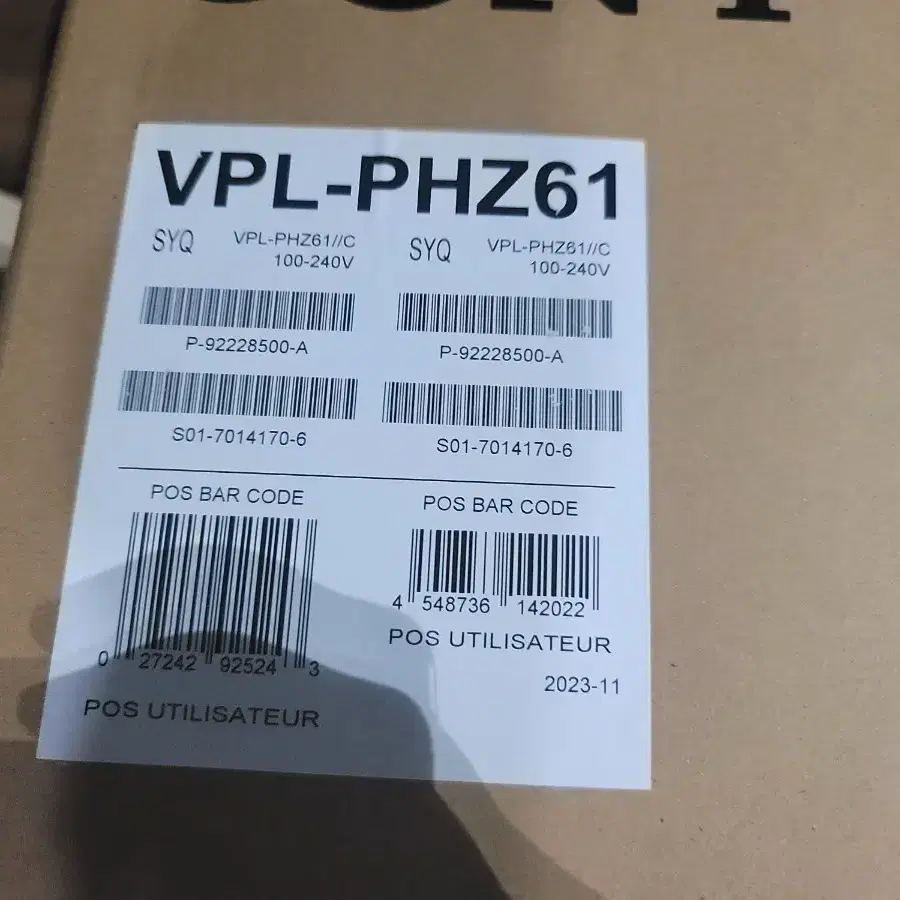 SONY
VPL-PHZ61
SYQ VPL-PHZ61//C SYQ VPL-PHZ61//C
100-240V 100-240V
P-92228500-A P-92228500-A
S01-7014170-6 S01-7014170-6
POS BAR CODE POS BAR CODE
4 548736 142022
0 27242 92524 3
POS UTILISATEUR
2023-11
POS UTILISATEUR